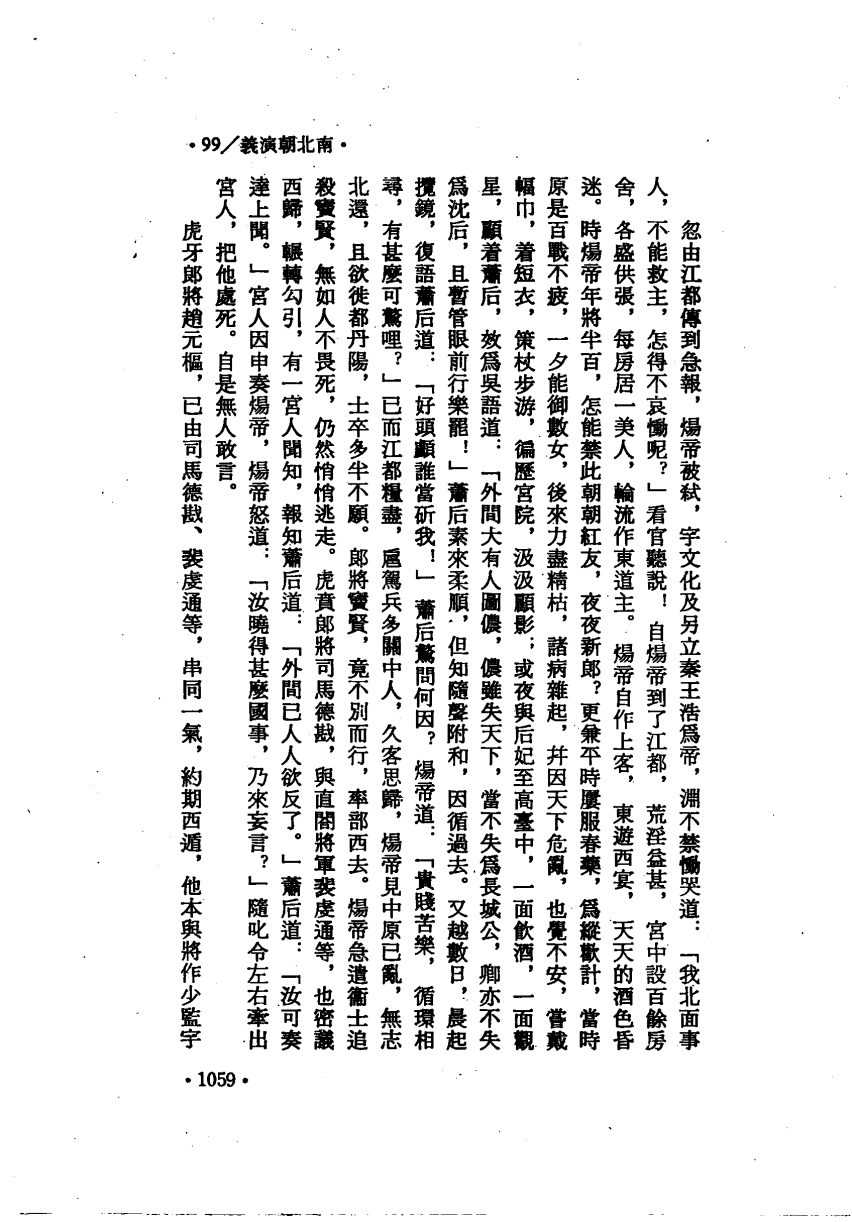 ·99／義演朝北南·
忽由江都傳到急報，煬帝被弒，宇文化及另立秦王浩爲帝，淵不禁慟哭道：「我北面事
人，不能救主，怎得不哀慟呢？」看官聽說！自煬帝到了江都，荒淫益甚，宮中設百餘房
舍，各盛供張，每房居一美人，輪流作東道主。煬帝自作上客，東遊西宴，天天的酒色昏
迷。時煬帝年將半百，怎能禁此朝朝紅友，夜夜新郎？更兼平時屢服春藥，爲縱歡計，當時
原是百戰不疲，一夕能御數女，後來力盡精枯，諸病雜起，幷因天下危亂，也覺不安，嘗戴
幅巾，着短衣，策杖步游，徧歷宮院，汲汲顧影；或夜與后妃至高臺中，一面飲酒，一面觀
星，顧着蕭后，效爲吳語道：「外間大有人圖儂，儂雖失天下，當不失爲長城公，卿亦不失
爲沈后，且暫管眼前行樂罷！」蕭后素來柔順，但知隨聲附和，因循過去。又越數日，晨起
攬鏡，復語蕭后道：「好頭顱誰當斫我！」蕭后驚問何因？煬帝道：「貴賤苦樂，循環相
尋，有甚麼可驚哩？」已而江都糧盡，扈駕兵多關中人，久客思歸，煬帝見中原已亂，無志
北還，且欲徙都丹陽，士卒多半不願。郎將竇賢，竟不別而行，率部西去。煬帝急遣衞士追
殺竇賢，無如人不畏死，仍然悄悄逃走。虎賁郎將司馬德戡，與直閣將軍裴虔通等，也密議
西歸，輾轉勾引，有一宮人聞知，報知蕭后道：「外間已人人欲反了。」蕭后道：「汝可奏
達上聞。」宮人因申奏煬帝，煬帝怒道：「汝曉得甚麼國事，乃來妄言？」隨叱令左右牽出
宮人，把他處死。自是無人敢言。
虎牙郎將趙元樞，已由司馬德戡、裴虔通等，串同一氣，約期西遁，他本與將作少監宇
·1059·